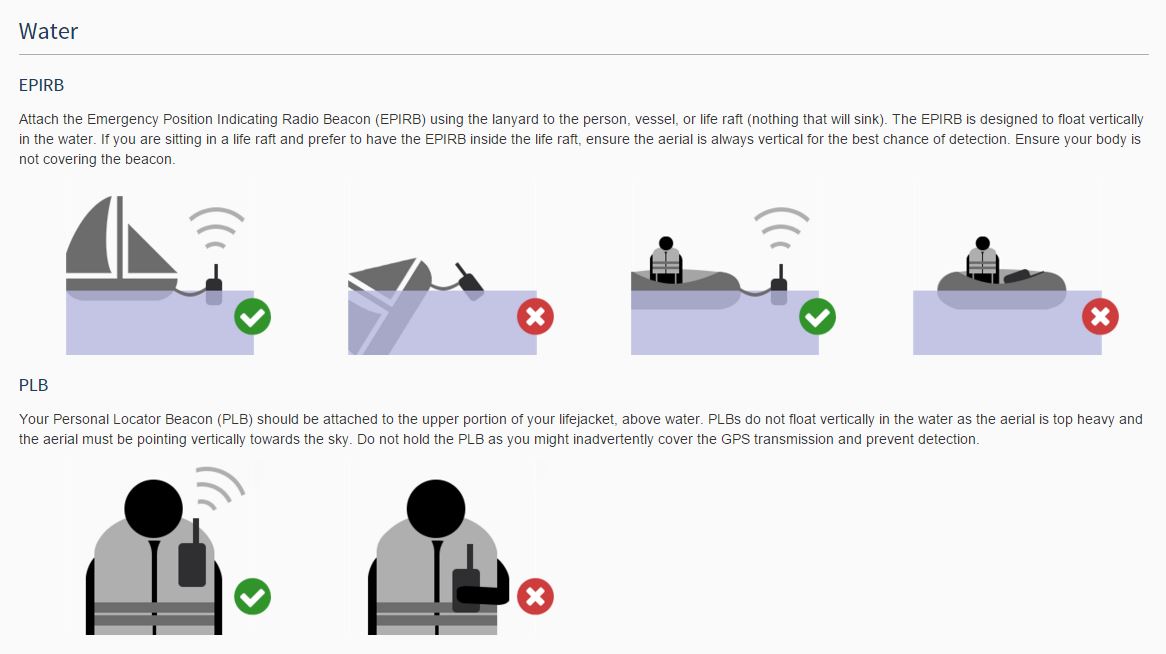 Water
EPIRB
Attach the Emergency Position Indicating Radio Beacon (EPIRB) using the lanyard to the person, vessel, or life raft (nothing that will sink). The EPIRB is designed to float vertically
in the water. If you are sitting in a life raft and prefer to have the EPIRB inside the life raft, ensure the aerial is always vertical for the best chance of detection. Ensure your body is
not covering the beacon.
PLB
Your Personal Locator Beacon (PLB) should be attached to the upper portion of your lifejacket, above water. PLBs do not float vertically in the water as the aerial is top heavy and
the aerial must be pointing vertically towards the sky. Do not hold the PLB as you might inadvertently cover the GPS transmission and prevent detection.